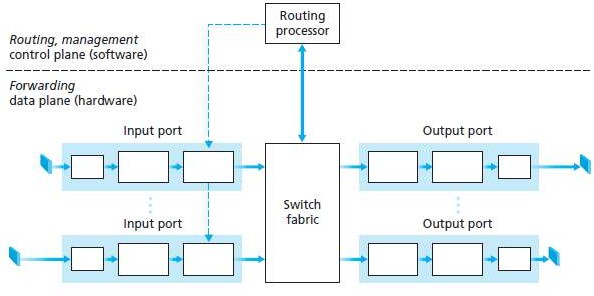 Routing
processor
Routing, management
control plane (software)
Forwarding
data plane (hardware)
Input port
Output port
Switch
fabric
Input port
Output port